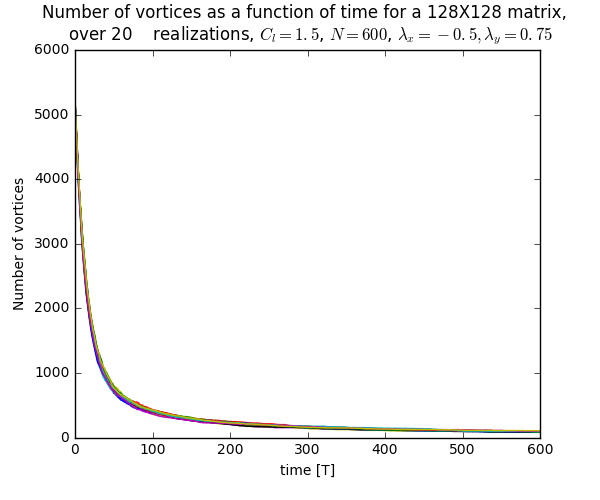 Number of vortices as a function of time for a 128X128 matrix,
over 20 realizations, C_l = 1.5, N = 600, λ_x = −0.5, λ_y = 0.75
6000
5000
4000
3000
2000
1000
0
Number of vortices
0 100 200 300 400 500 600
time [T]